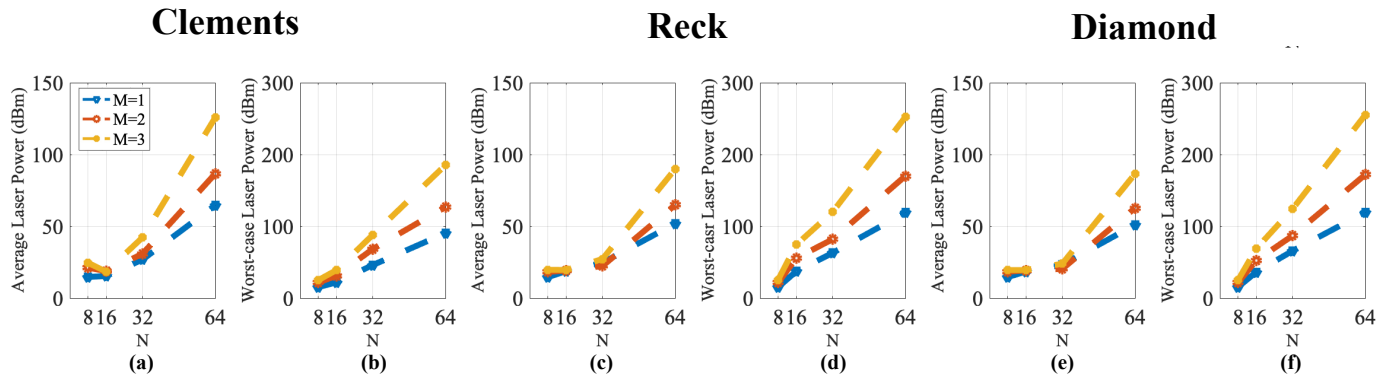 Clements
Reck
Diamond
Average Laser Power (dBm)
150
100
50
0
M=1
M=2
M=3
8 16 32 64
N
(a)
Worst-case Laser Power (dBm)
300
200
100
0
8 16 32 64
N
(b)
Average Laser Power (dBm)
150
100
50
0
8 16 32 64
N
(c)
Worst-casr Laser Power (dBm)
300
200
100
0
8 16 32 64
N
(d)
Average Laser Power (dBm)
150
100
50
0
8 16 32 64
N
(e)
Worst-case Laser Power (dBm)
300
200
100
0
8 16 32 64
N
(f)